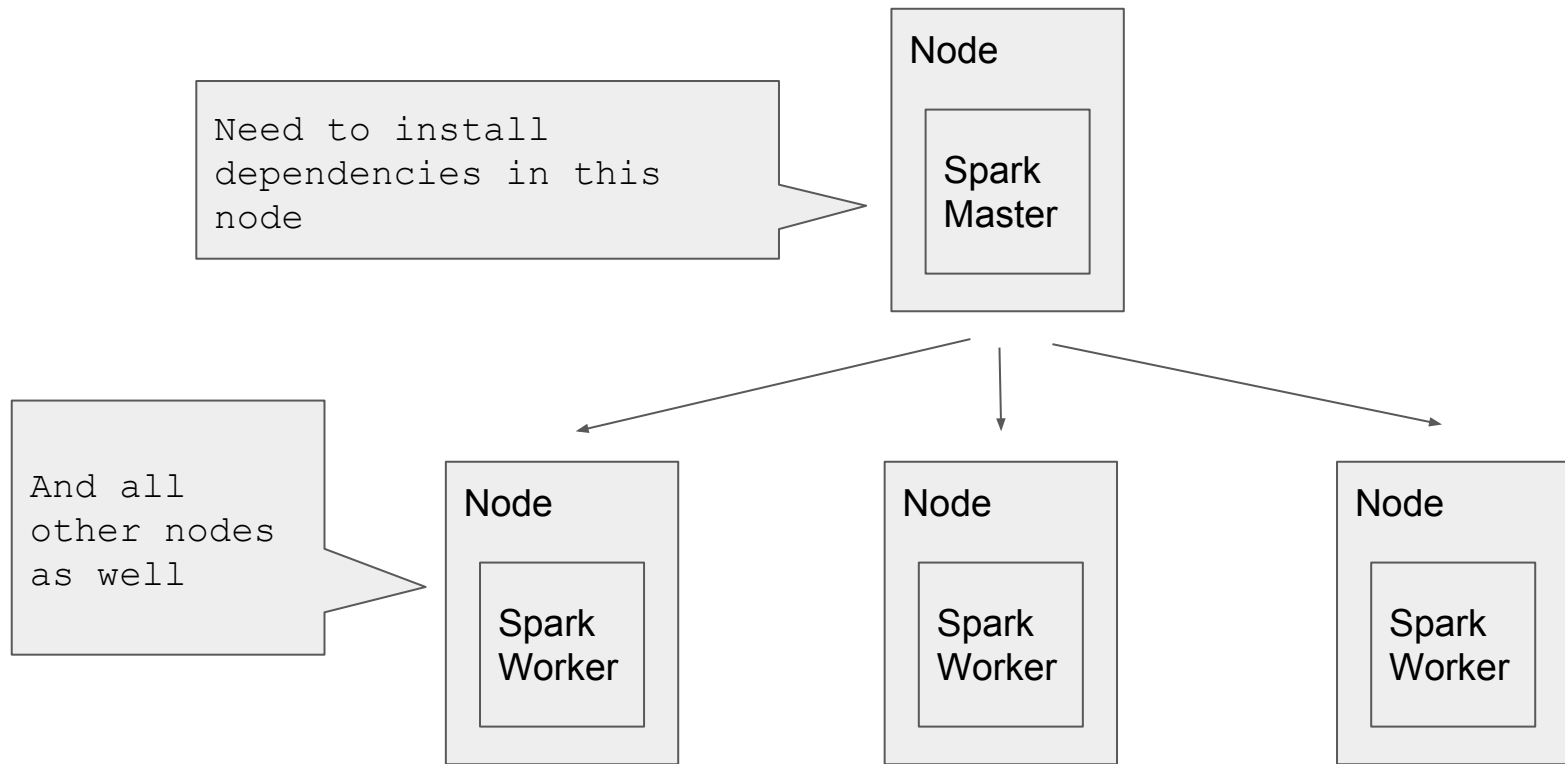 Node
Need to install
dependencies in this
node
Spark
Master
And all
other nodes
as well
Node
Spark
Worker
Node
Spark
Worker
Node
Spark
Worker